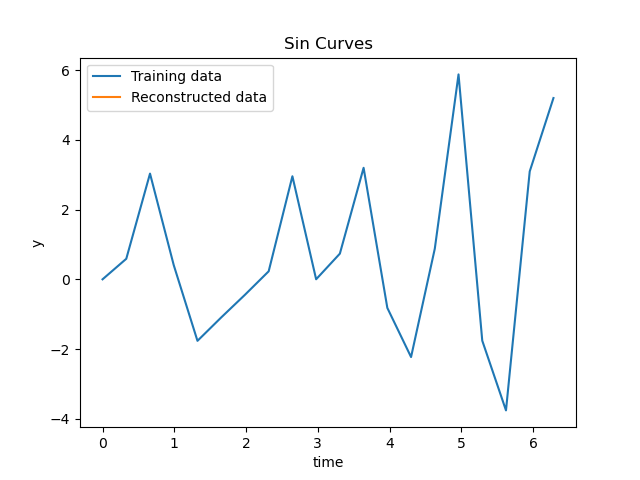 Sin Curves
Training data
Reconstructed data
6
4
2
0
−2
−4
y
0 1 2 3 4 5 6
time